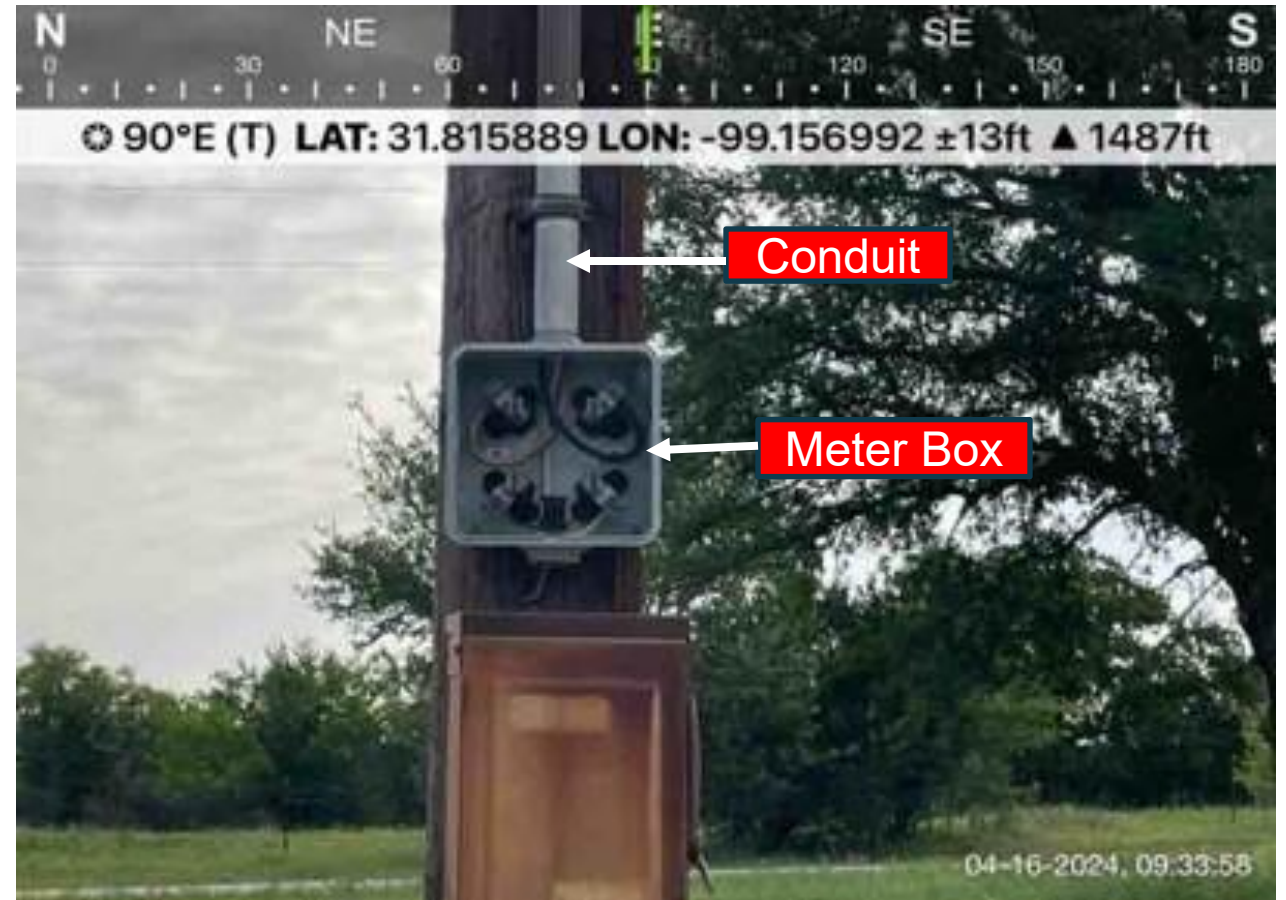 N NE E SE S
0 30 60 90 120 150 180
90°E (T) LAT: 31.815889 LON: -99.156992 ±13ft ▲ 1487ft
Conduit
Meter Box
04-16-2024, 09:33:58